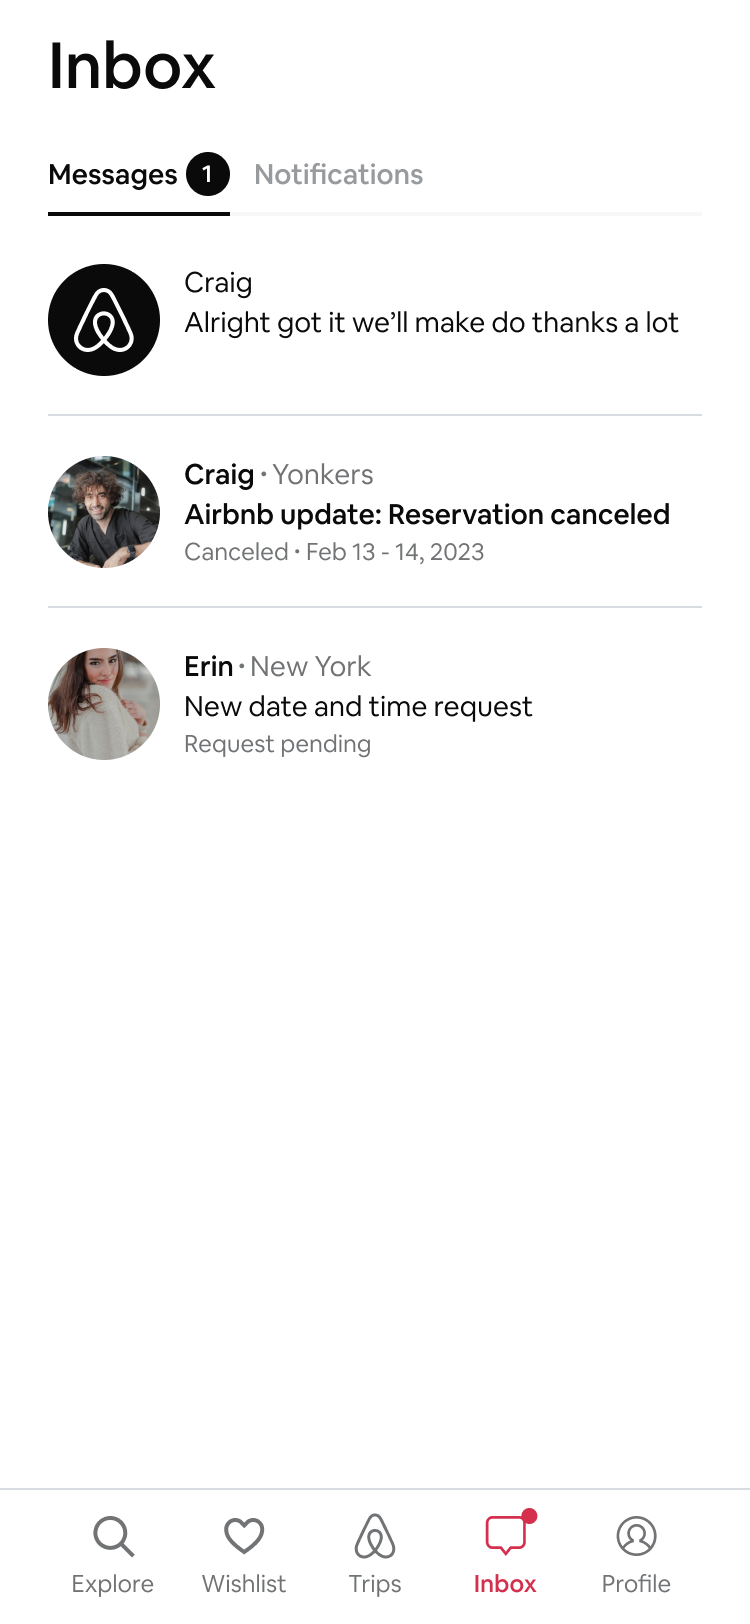 Inbox
Messages 1 Notifications
Craig
Alright got it we’ll make do thanks a lot
Craig · Yonkers
Airbnb update: Reservation canceled
Canceled · Feb 13 - 14, 2023
Erin · New York
New date and time request
Request pending
Explore Wishlist Trips Inbox Profile